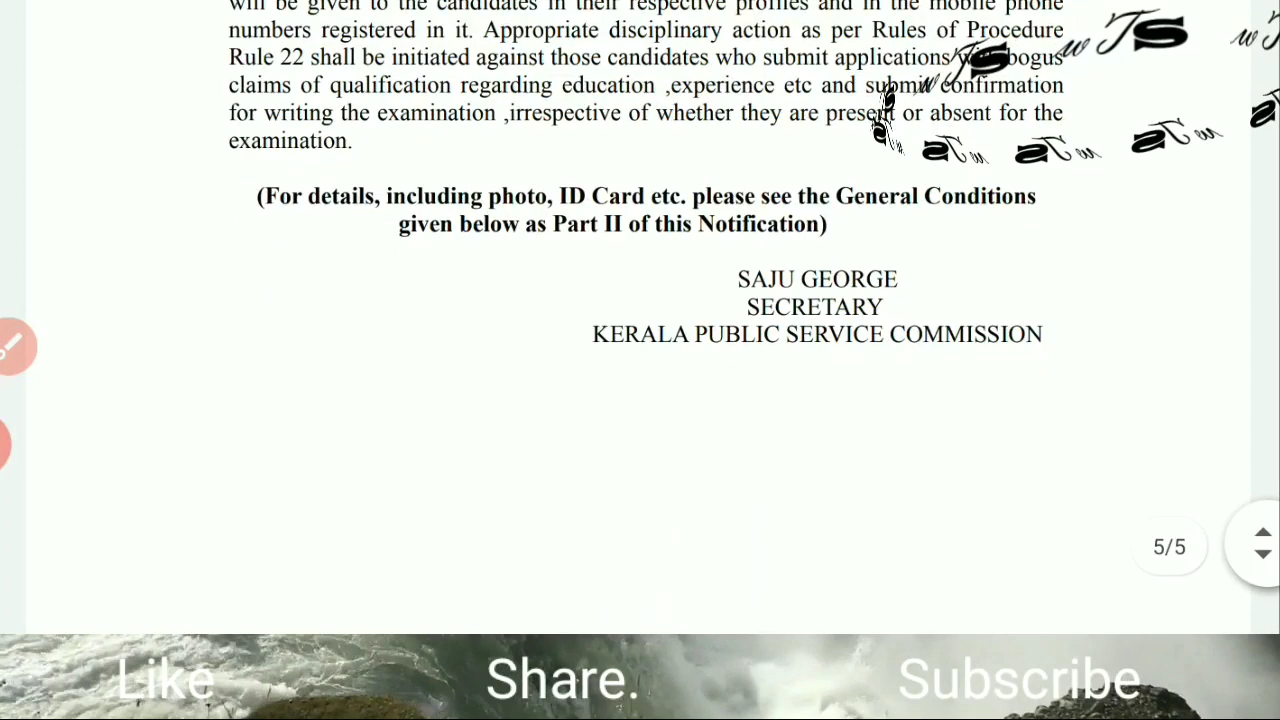 will be given to the candidates in their respective profiles and in the mobile phone
numbers registered in it. Appropriate disciplinary action as per Rules of Procedure
Rule 22 shall be initiated against those candidates who submit applications bogus
claims of qualification regarding education ,experience etc and submit confirmation
for writing the examination ,irrespective of whether they are present or absent for the
examination.
(For details, including photo, ID Card etc. please see the General Conditions
given below as Part II of this Notification)
SAJU GEORGE
SECRETARY
KERALA PUBLIC SERVICE COMMISSION
5/5
Like Share. Subscribe